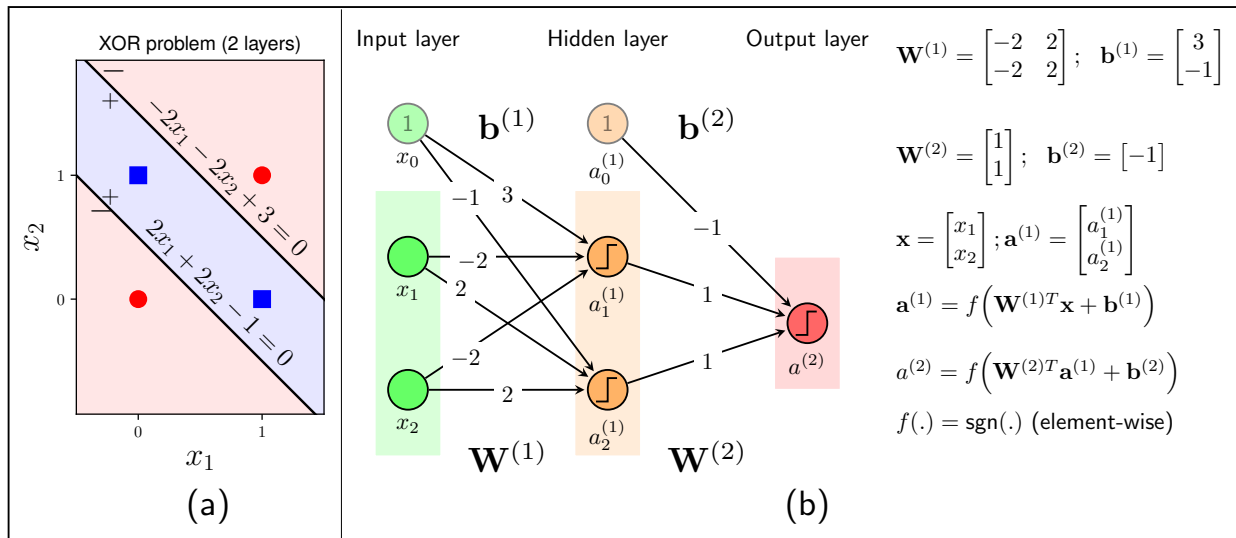 XOR problem (2 layers)
−
+
−2x₁ − 2x₂ + 3 = 0
1
+
−
2x₁ + 2x₂ − 1 = 0
x₂
0
0 1
x₁
(a)
Input layer Hidden layer Output layer
1 b⁽¹⁾ 1 b⁽²⁾
x₀ a₀⁽¹⁾
3
−1
−1
−2
x₁ a₁⁽¹⁾
2
1
−2
1
a⁽²⁾
2
x₂ a₂⁽¹⁾
W⁽¹⁾ W⁽²⁾
(b)
W⁽¹⁾ = [−2 2; −2 2] ; b⁽¹⁾ = [3; −1]
W⁽²⁾ = [1; 1] ; b⁽²⁾ = [−1]
x = [x₁; x₂] ; a⁽¹⁾ = [a₁⁽¹⁾; a₂⁽¹⁾]
a⁽¹⁾ = f(W⁽¹⁾ᵀx + b⁽¹⁾)
a⁽²⁾ = f(W⁽²⁾ᵀa⁽¹⁾ + b⁽²⁾)
f(.) = sgn(.) (element-wise)